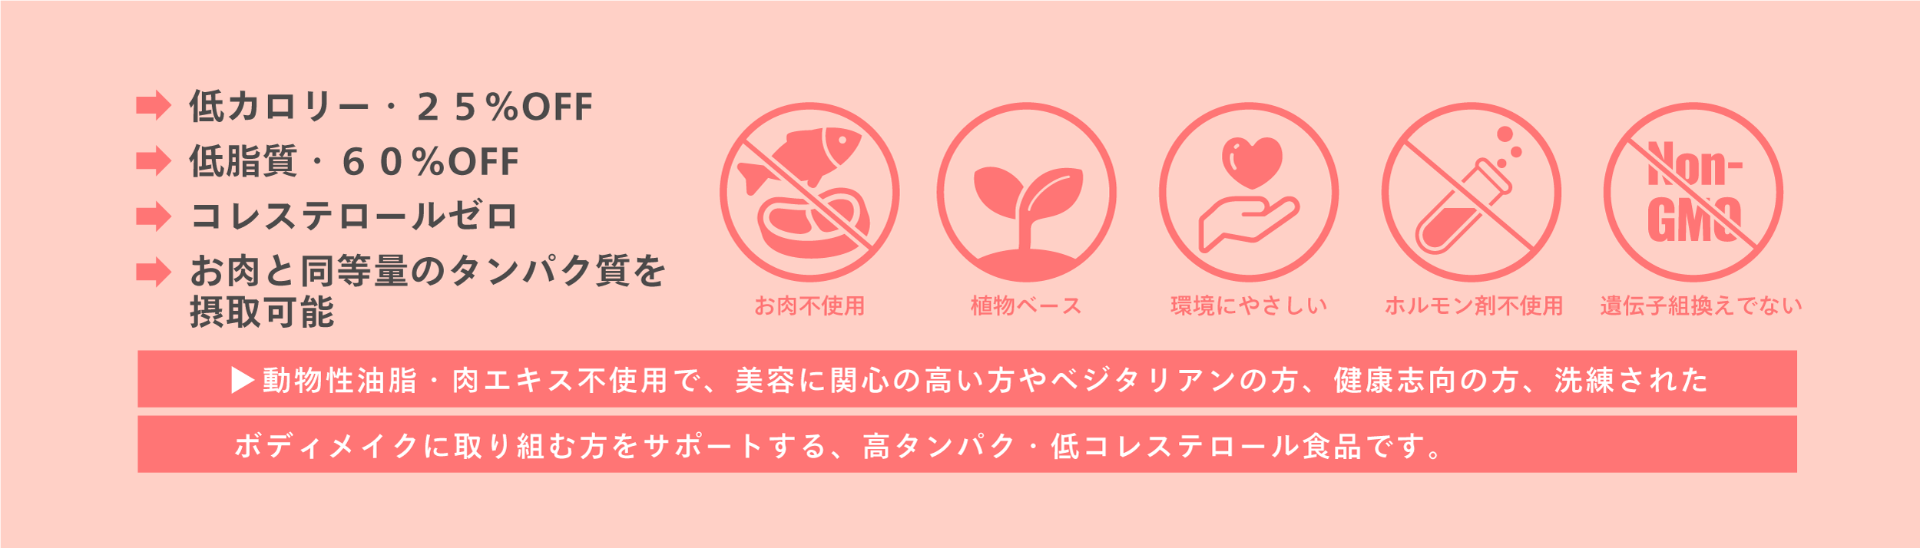 低カロリー・２５％OFF
低脂質・６０％OFF
コレステロールゼロ
お肉と同等量のタンパク質を
摂取可能
お肉不使用
植物ベース
環境にやさしい
ホルモン剤不使用
Non-
GMO
遺伝子組換えでない
▶動物性油脂・肉エキス不使用で、美容に関心の高い方やベジタリアンの方、健康志向の方、洗練された
ボディメイクに取り組む方をサポートする、高タンパク・低コレステロール食品です。